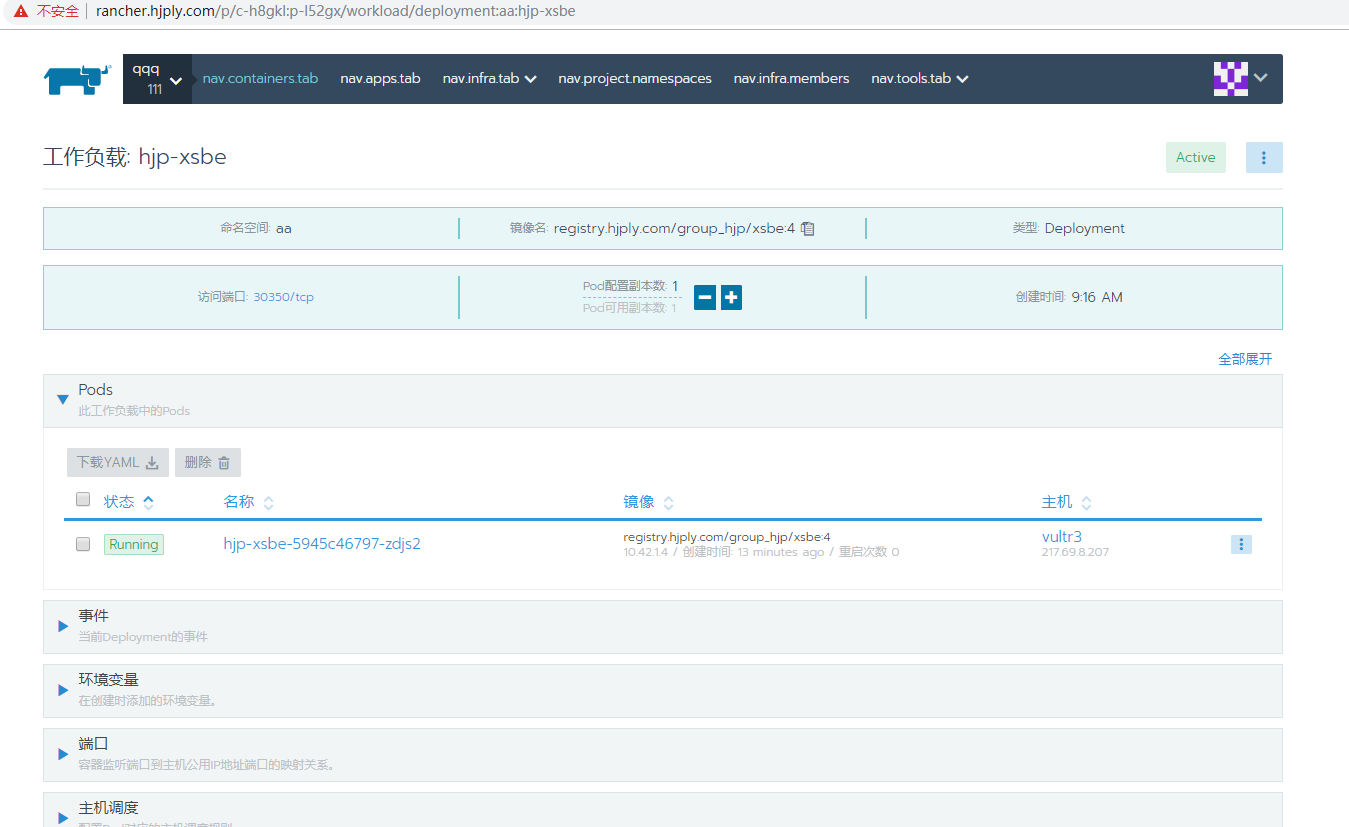 不安全 rancher.hjply.com/p/c-h8gkl:p-l52gx/workload/deployment:aa:hjp-xsbe
qqq
111
nav.containers.tab nav.apps.tab nav.infra.tab nav.project.namespaces nav.infra.members nav.tools.tab
工作负载: hjp-xsbe
Active
命名空间: aa 镜像名: registry.hjply.com/group_hjp/xsbe:4 类型: Deployment
访问端口: 30350/tcp Pod配置副本数: 1 创建时间: 9:16 AM
Pod可用副本数: 1
全部展开
Pods
此工作负载中的Pods
下载YAML 删除
状态 名称 镜像 主机
Running hjp-xsbe-5945c46797-zdjs2 registry.hjply.com/group_hjp/xsbe:4 vultr3
10.42.1.4 / 创建时间: 13 minutes ago / 重启次数 0 217.69.8.207
事件
当前Deployment的事件
环境变量
在创建时添加的环境变量。
端口
容器监听端口到主机公用IP地址端口的映射关系。
主机调度